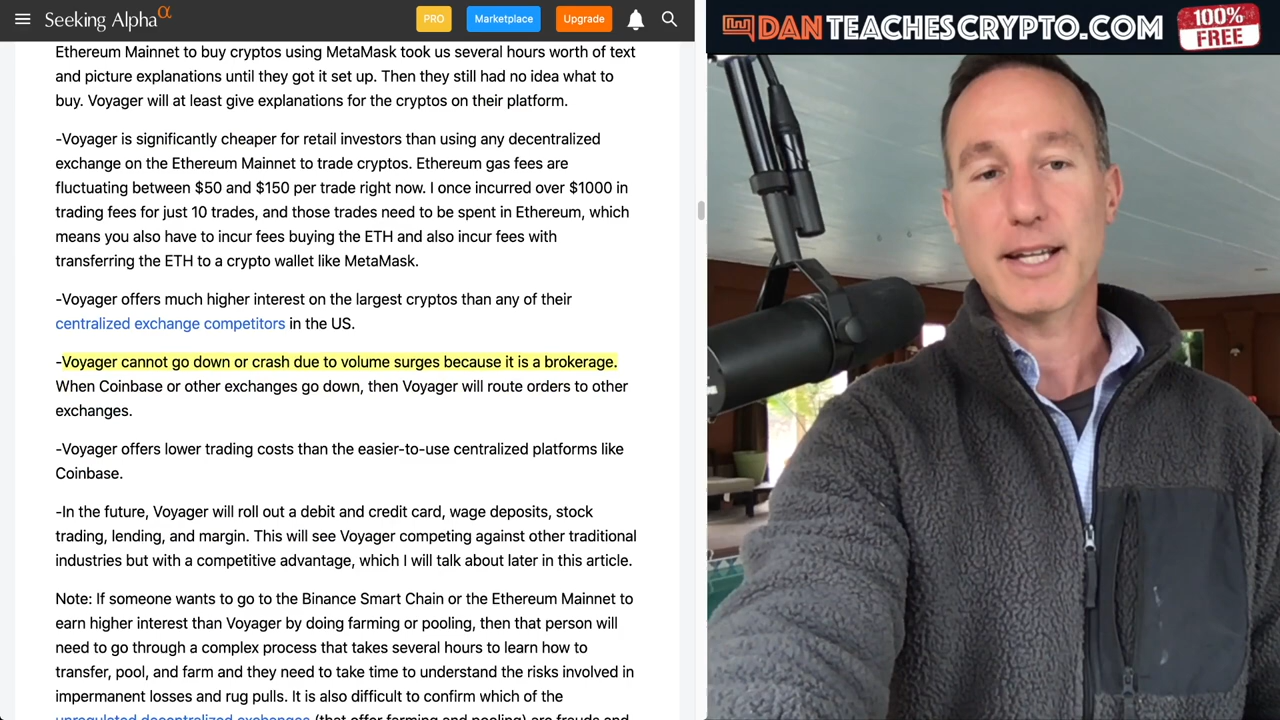 Seeking Alpha α
PRO
Marketplace
Upgrade
Ethereum Mainnet to buy cryptos using MetaMask took us several hours worth of text
and picture explanations until they got it set up. Then they still had no idea what to
buy. Voyager will at least give explanations for the cryptos on their platform.
-Voyager is significantly cheaper for retail investors than using any decentralized
exchange on the Ethereum Mainnet to trade cryptos. Ethereum gas fees are
fluctuating between $50 and $150 per trade right now. I once incurred over $1000 in
trading fees for just 10 trades, and those trades need to be spent in Ethereum, which
means you also have to incur fees buying the ETH and also incur fees with
transferring the ETH to a crypto wallet like MetaMask.
-Voyager offers much higher interest on the largest cryptos than any of their
centralized exchange competitors in the US.
-Voyager cannot go down or crash due to volume surges because it is a brokerage.
When Coinbase or other exchanges go down, then Voyager will route orders to other
exchanges.
-Voyager offers lower trading costs than the easier-to-use centralized platforms like
Coinbase.
-In the future, Voyager will roll out a debit and credit card, wage deposits, stock
trading, lending, and margin. This will see Voyager competing against other traditional
industries but with a competitive advantage, which I will talk about later in this article.
Note: If someone wants to go to the Binance Smart Chain or the Ethereum Mainnet to
earn higher interest than Voyager by doing farming or pooling, then that person will
need to go through a complex process that takes several hours to learn how to
transfer, pool, and farm and they need to take time to understand the risks involved in
impermanent losses and rug pulls. It is also difficult to confirm which of the
unregulated decentralized exchanges (that offer farming and pooling) are frauds and
DANTEACHESCRYPTO.COM
100%
FREE